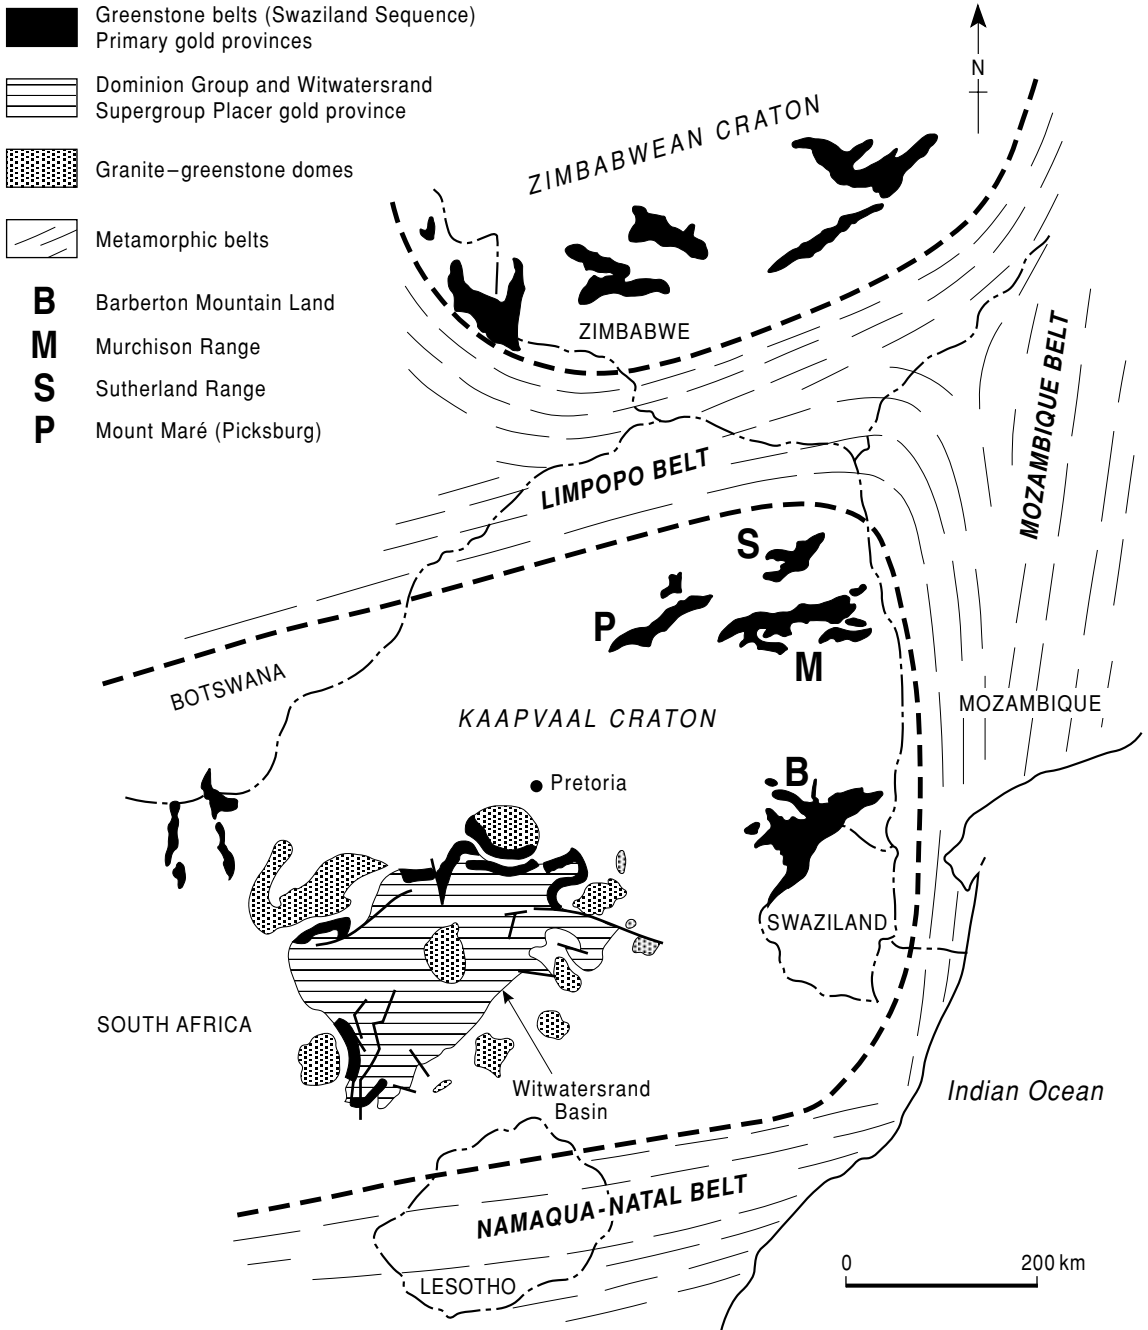 Greenstone belts (Swaziland Sequence)
Primary gold provinces
Dominion Group and Witwatersrand
Supergroup Placer gold province
Granite–greenstone domes
Metamorphic belts
B Barberton Mountain Land
M Murchison Range
S Sutherland Range
P Mount Maré (Picksburg)
N
ZIMBABWEAN CRATON
ZIMBABWE
MOZAMBIQUE BELT
LIMPOPO BELT
S
P
M
BOTSWANA
MOZAMBIQUE
KAAPVAAL CRATON
B
Pretoria
SWAZILAND
SOUTH AFRICA
Witwatersrand
Basin
Indian Ocean
NAMAQUA-NATAL BELT
LESOTHO
0 200 km